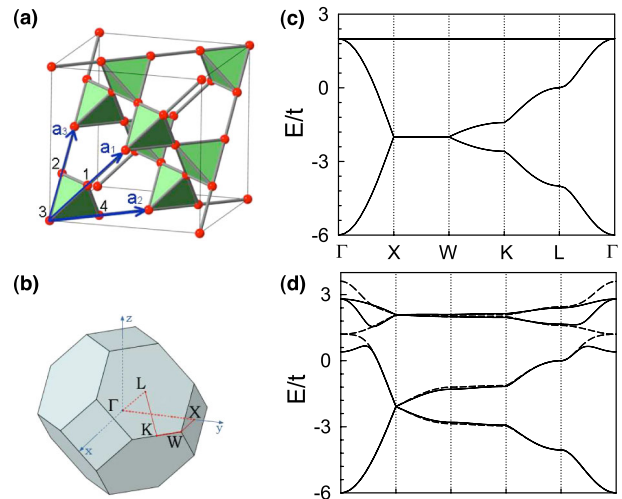 (a)
a₃
a₁
2
1
3
4
a₂
(b)
z
L
Γ
X
y
K
W
x
(c)
3
0
-3
-6
E/t
Γ X W K L Γ
(d)
3
0
-3
-6
E/t